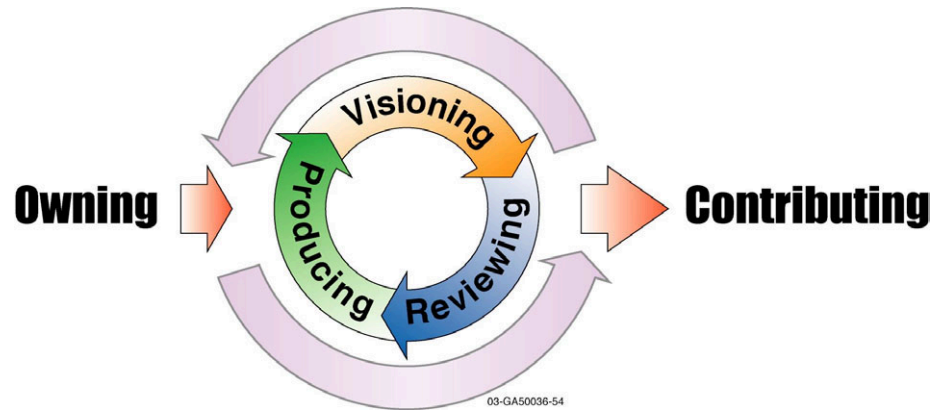 Visioning
Owning
Producing
Reviewing
Contributing
03-GA50036-54